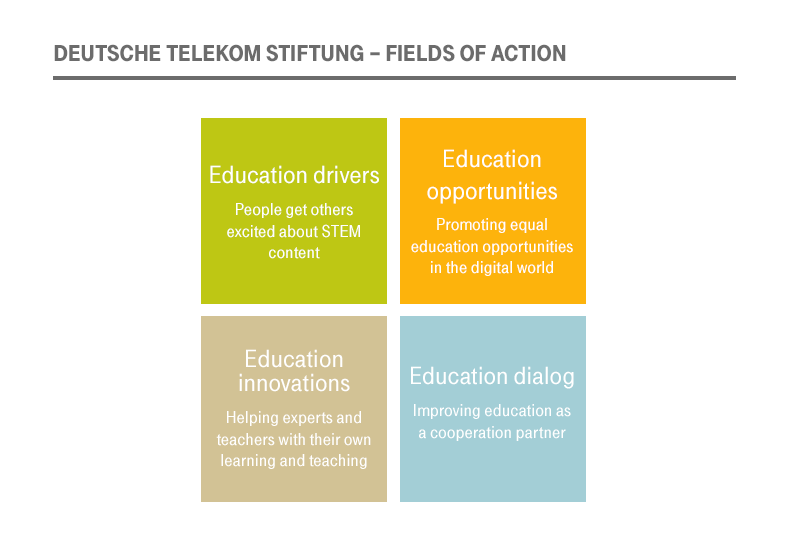 DEUTSCHE TELEKOM STIFTUNG – FIELDS OF ACTION
Education drivers
People get others
excited about STEM
content
Education
opportunities
Promoting equal
education opportunities
in the digital world
Education
innovations
Helping experts and
teachers with their own
learning and teaching
Education dialog
Improving education as
a cooperation partner